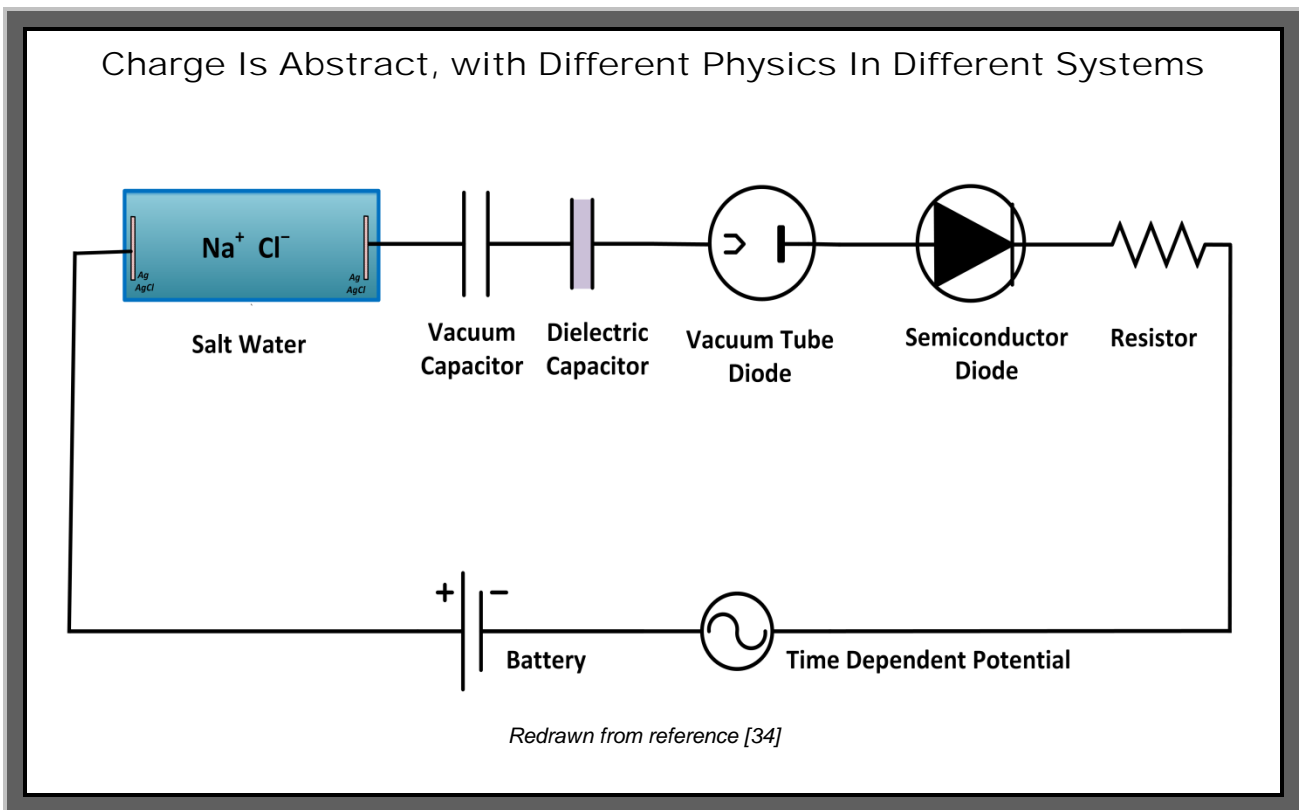 Charge Is Abstract, with Different Physics In Different Systems
Na⁺ Cl⁻
Ag
AgCl
Ag
AgCl
Salt Water
Vacuum
Capacitor
Dielectric
Capacitor
Vacuum Tube
Diode
Semiconductor
Diode
Resistor
+ −
Battery
Time Dependent Potential
Redrawn from reference [34]